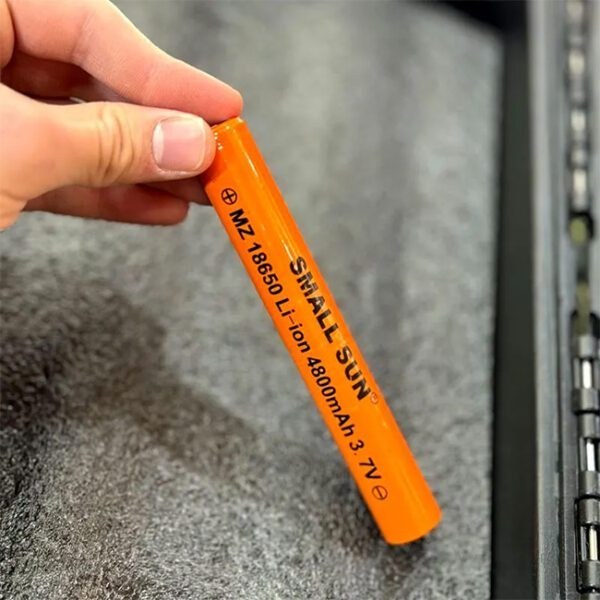 SMALL SUN®
⊕ MZ 18650 Li-ion 4800mAh 3.7V ⊖